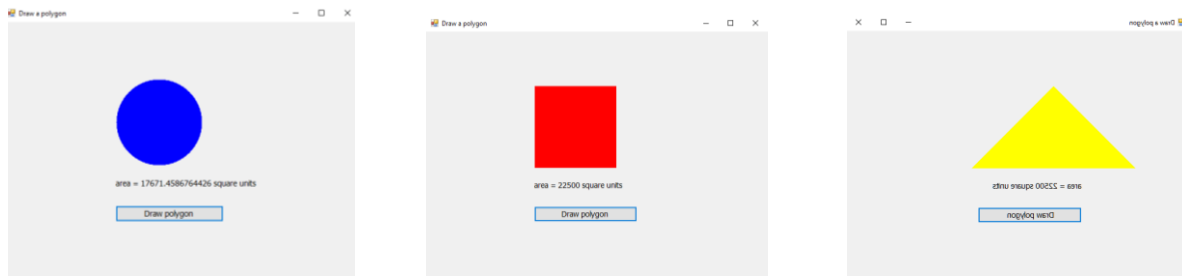 Draw a polygon
area = 17671.4586764426 square units
Draw polygon
Draw a polygon
area = 22500 square units
Draw polygon
Draw a polygon
area = 22500 square units
Draw polygon